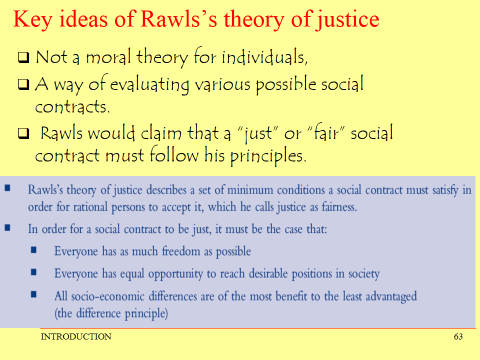 Key ideas of Rawls's theory of justice
Not a moral theory for individuals,
A way of evaluating various possible social
contracts.
Rawls would claim that a "just" or "fair" social
contract must follow his principles.
Rawls's theory of justice describes a set of minimum conditions a social contract must satisfy in
order for rational persons to accept it, which he calls justice as fairness.
In order for a social contract to be just, it must be the case that:
Everyone has as much freedom as possible
Everyone has equal opportunity to reach desirable positions in society
All socio-economic differences are of the most benefit to the least advantaged
(the difference principle)
INTRODUCTION
63